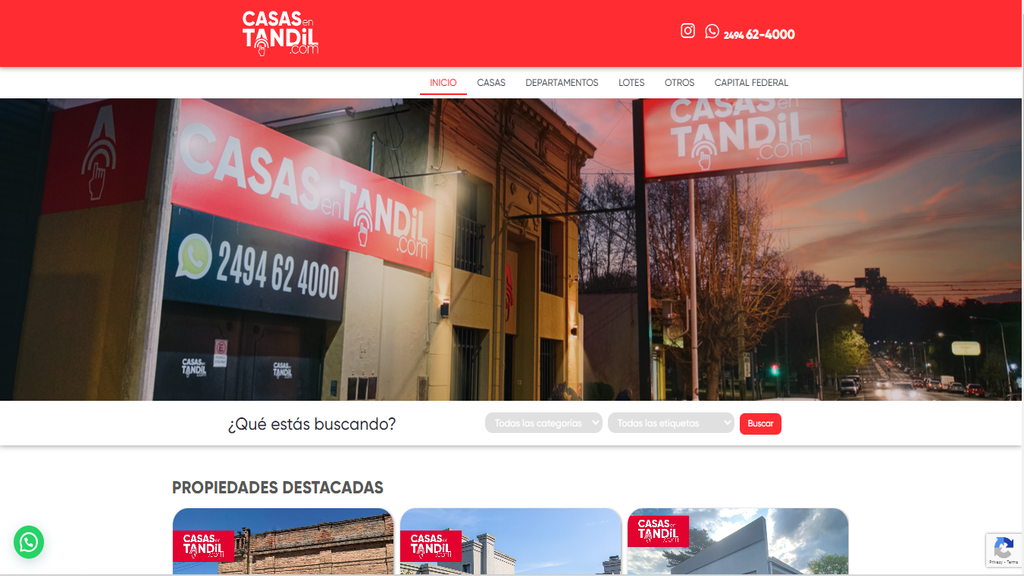 CASAS en
TANDiL
.com
2494 62-4000
INICIO
CASAS
DEPARTAMENTOS
LOTES
OTROS
CAPITAL FEDERAL
CASAS en TANDiL
.com
2494 62 4000
CASAS en
TANDiL
.com
CASAS en
TANDiL
.com
CASAS en
TANDiL
.com
¿Qué estás buscando?
Todas las categorías
Todas las etiquetas
Buscar
PROPIEDADES DESTACADAS
CASAS en
TANDiL
.com
CASAS en
TANDiL
.com
CASAS en
TANDiL
.com
Privacy - Terms